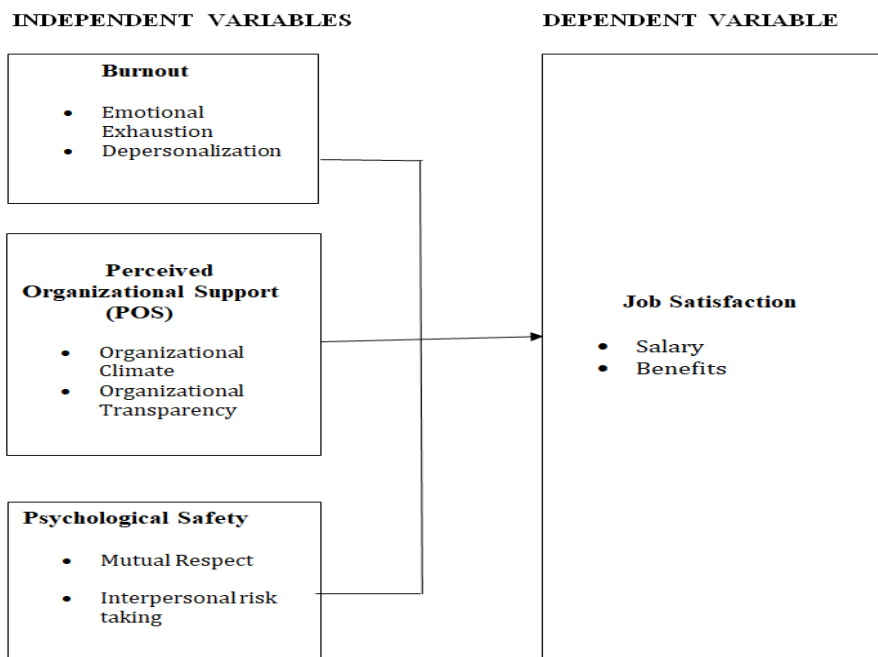 INDEPENDENT VARIABLES
DEPENDENT VARIABLE
Burnout
• Emotional
Exhaustion
• Depersonalization
Perceived
Organizational Support
(POS)
• Organizational
Climate
• Organizational
Transparency
Psychological Safety
• Mutual Respect
• Interpersonal risk
taking
Job Satisfaction
• Salary
• Benefits